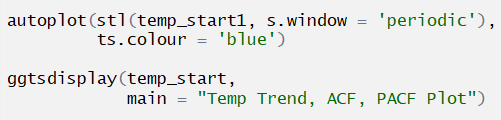 autoplot(stl(temp_start1, s.window = 'periodic'),
         ts.colour = 'blue')
ggtsdisplay(temp_start,
            main = "Temp Trend, ACF, PACF Plot")